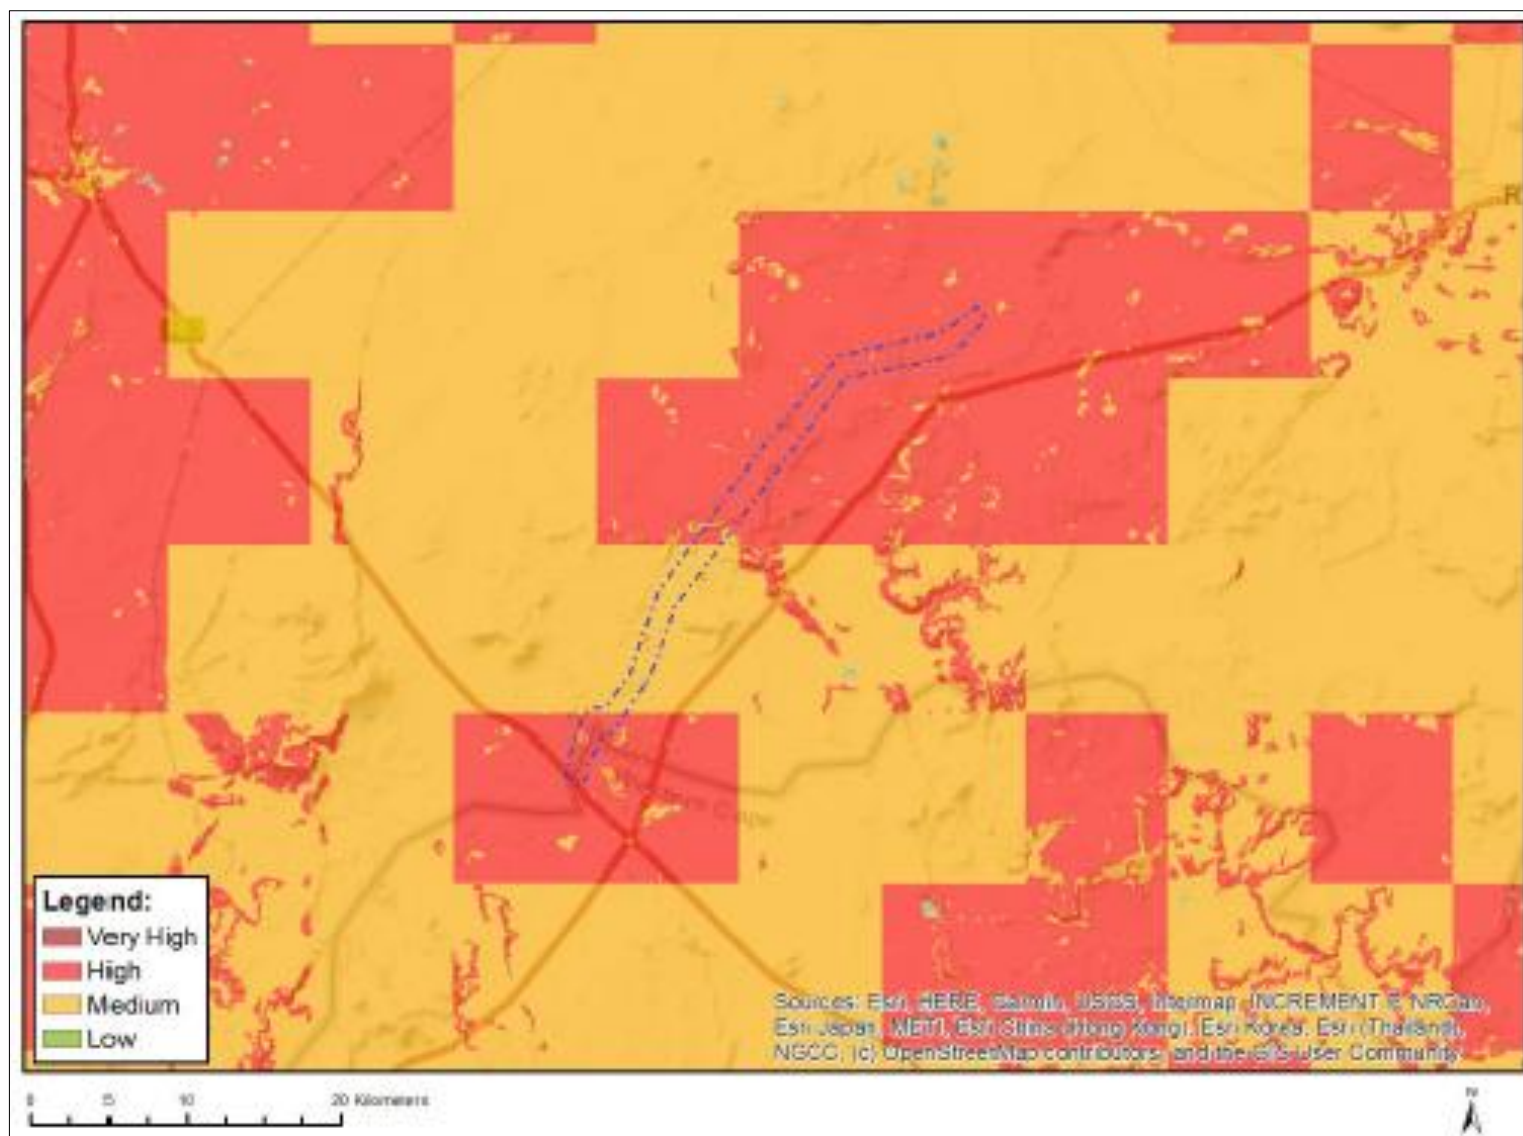 R
Legend:
Very High
High
Medium
Low
Sources: Esri, HERE, Garmin, USGS, Intermap, INCREMENT P, NRCan,
Esri Japan, METI, Esri China (Hong Kong), Esri Korea, Esri (Thailand),
NGCC, (c) OpenStreetMap contributors, and the GIS User Community
0 5 10 20 Kilometers
N